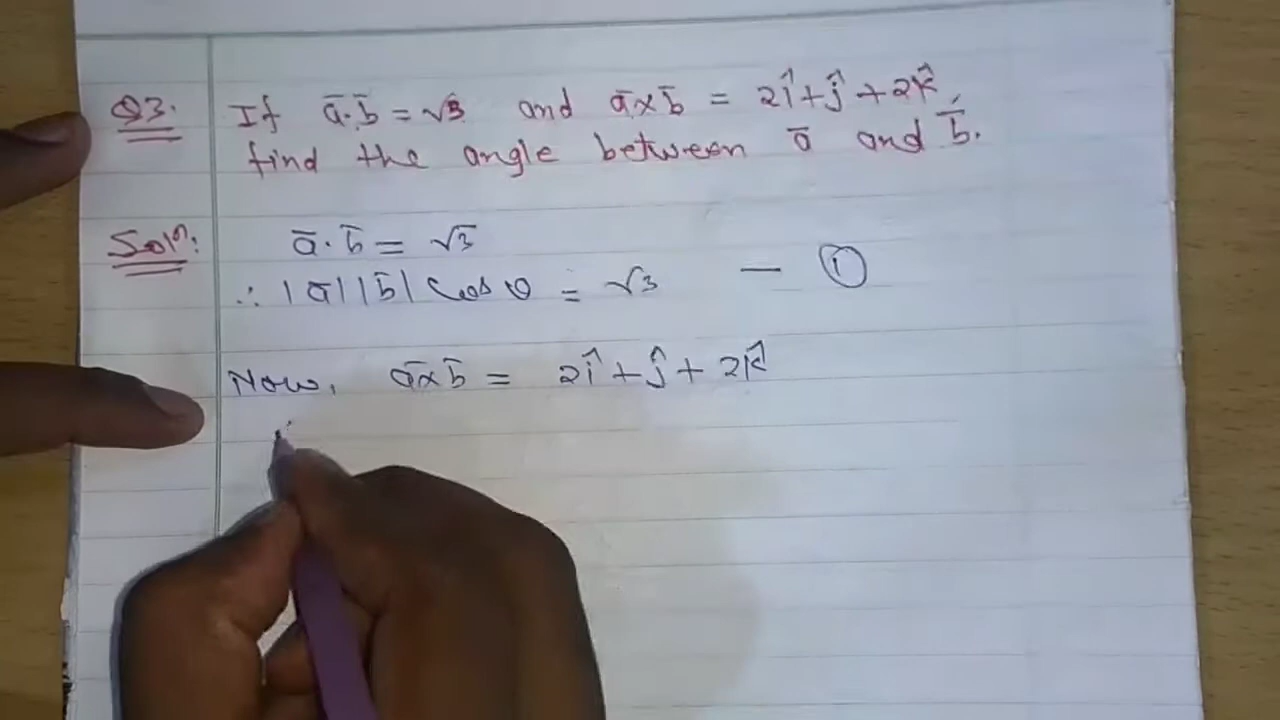 Q3. If ā·b̄ = √3 and ā×b̄ = 2î+ĵ+2k̂,
find the angle between ā and b̄.
Solⁿ: ā·b̄ = √3
∴ |ā||b̄| cos θ = √3 — ①
Now, ā×b̄ = 2î+ĵ+2k̂